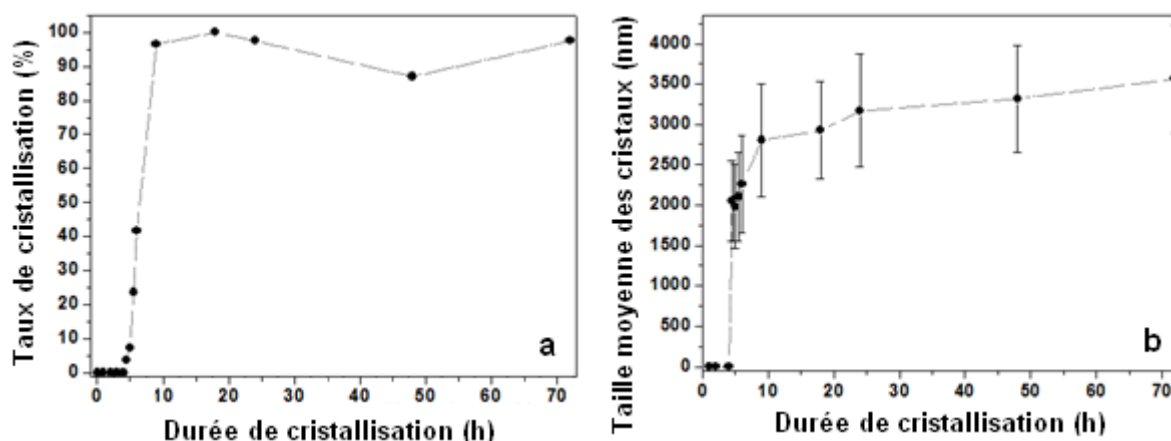 Taux de cristallisation (%)
100
90
80
70
60
50
40
30
20
10
0
0 10 20 30 40 50 60 70
Durée de cristallisation (h)
a
Taille moyenne des cristaux (nm)
4000
3500
3000
2500
2000
1500
1000
500
0
0 10 20 30 40 50 60 70
Durée de cristallisation (h)
b